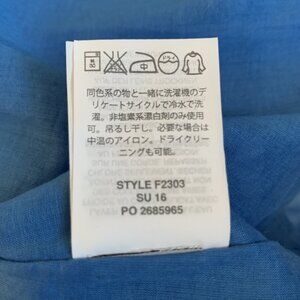 同色系の物と一緒に洗濯機のデ
リケートサイクルで冷水で洗
濯。非塩素系漂白剤のみ使用
可。吊るし干し。必要な場合は
中温のアイロン。ドライクリー
ニングも可能。
STYLE F2303
SU 16
PO 2685965